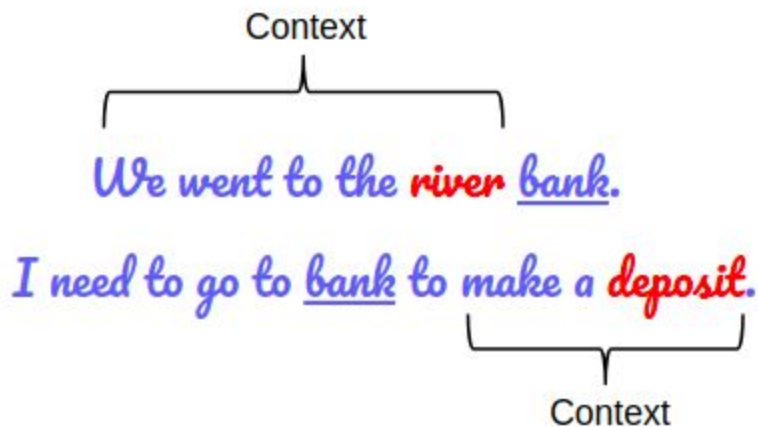 Context
We went to the river bank.
I need to go to bank to make a deposit.
Context